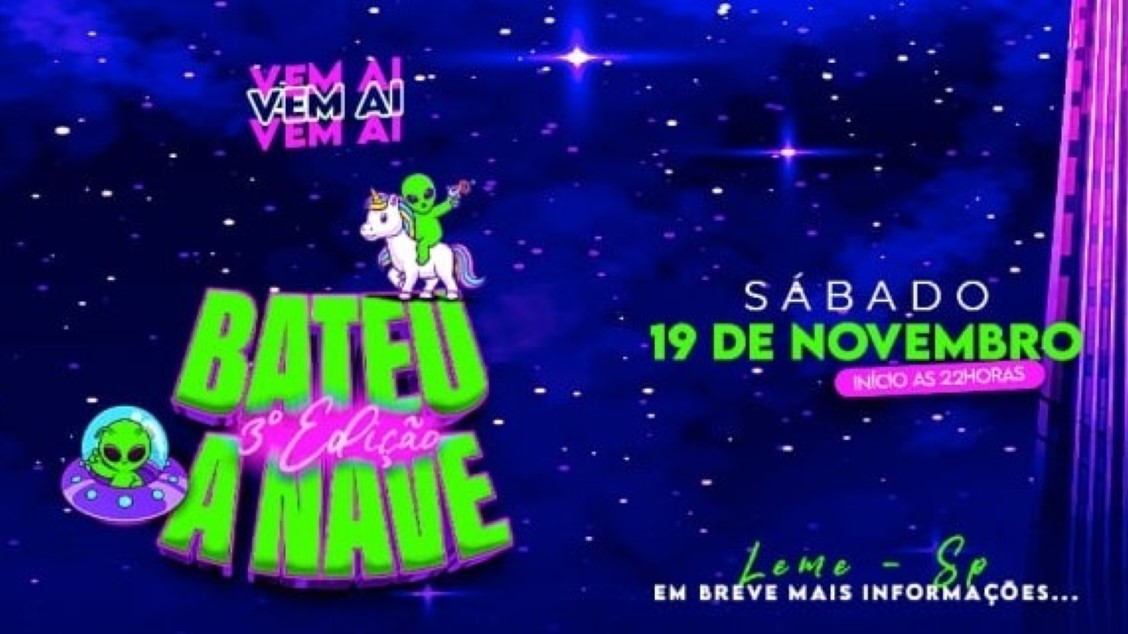 VEM AI
VEM AI
VEM AI
BATEU
3º Edição
A NAVE
SÁBADO
19 DE NOVEMBRO
INÍCIO AS 22HORAS
Leme - Sp
EM BREVE MAIS INFORMAÇÕES...